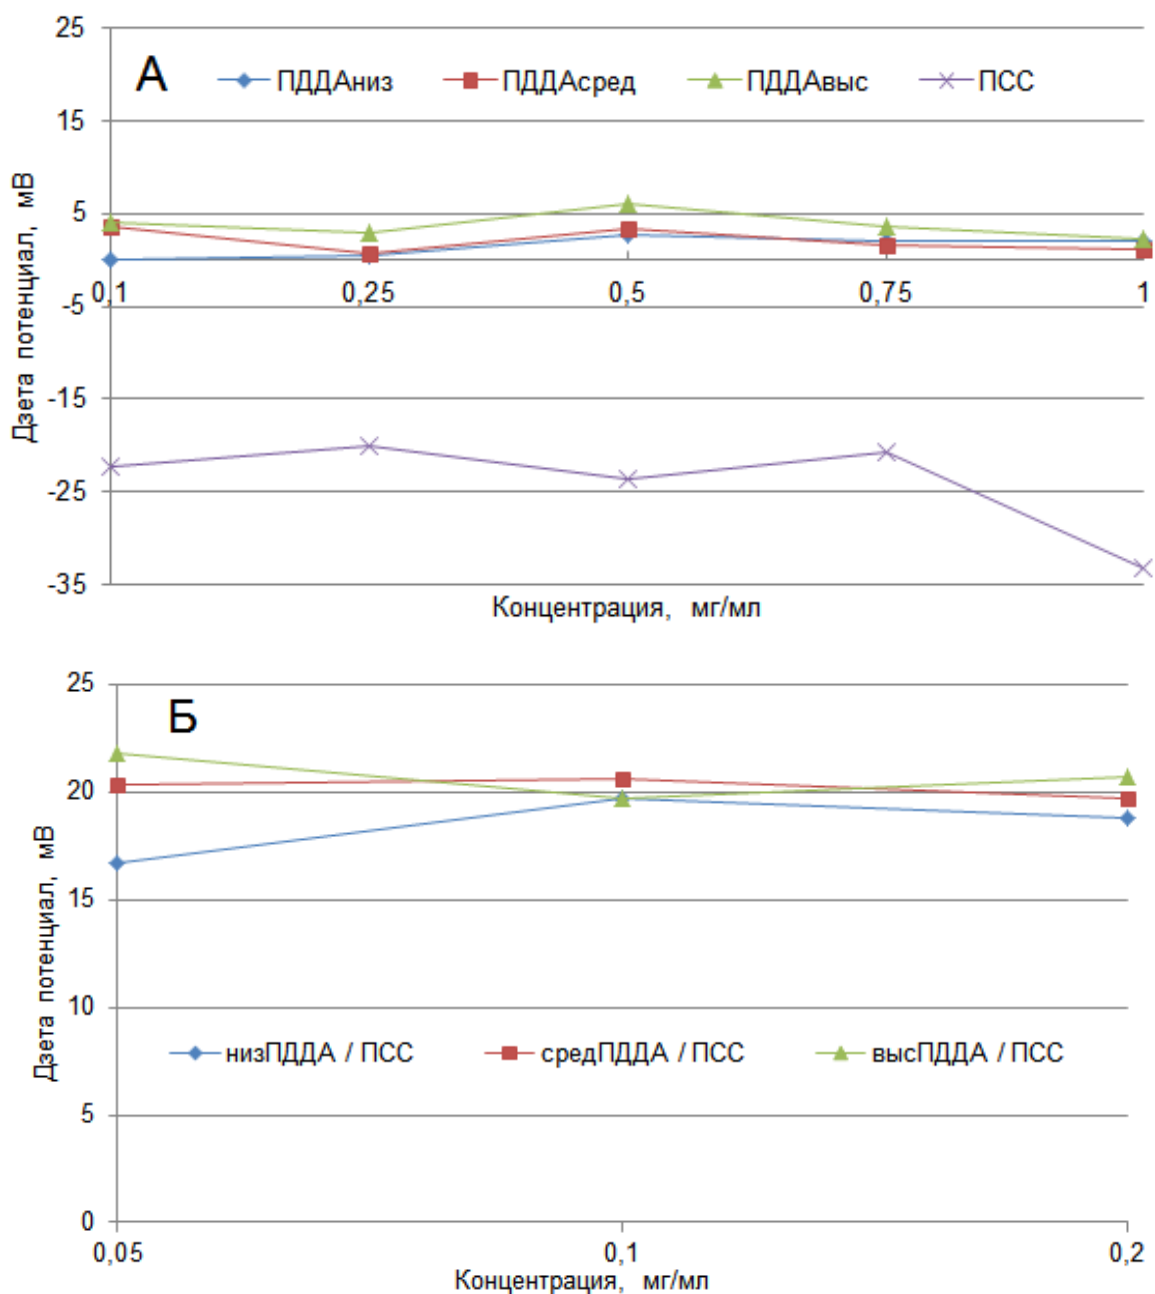 25
А
ПДДАниз ПДДАсред ПДДАвыс ПСС
15
5
0,1 0,25 0,5 0,75 1
-5
-15
-25
-35
Дзета потенциал, мВ
Концентрация, мг/мл
25
Б
20
15
10
низПДДА / ПСС средПДДА / ПСС высПДДА / ПСС
5
0
Дзета потенциал, мВ
0,05 0,1 0,2
Концентрация, мг/мл